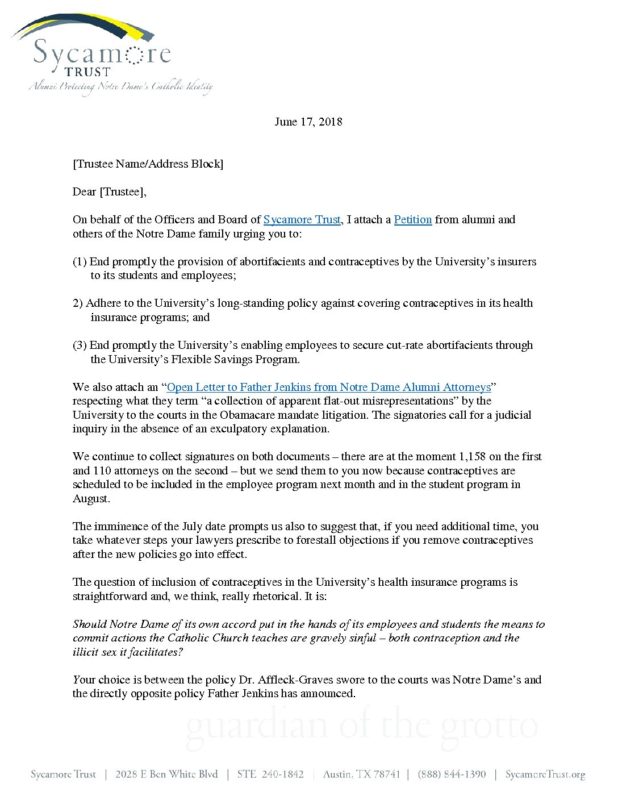 Sycamore
TRUST
Alumni Protecting Notre Dame's Catholic Identity
June 17, 2018
[Trustee Name/Address Block]
Dear [Trustee],
On behalf of the Officers and Board of Sycamore Trust, I attach a Petition from alumni and
others of the Notre Dame family urging you to:
(1) End promptly the provision of abortifacients and contraceptives by the University's insurers
to its students and employees;
2) Adhere to the University's long-standing policy against covering contraceptives in its health
insurance programs; and
(3) End promptly the University's enabling employees to secure cut-rate abortifacients through
the University's Flexible Savings Program.
We also attach an “Open Letter to Father Jenkins from Notre Dame Alumni Attorneys”
respecting what they term “a collection of apparent flat-out misrepresentations” by the
University to the courts in the Obamacare mandate litigation. The signatories call for a judicial
inquiry in the absence of an exculpatory explanation.
We continue to collect signatures on both documents – there are at the moment 1,158 on the first
and 110 attorneys on the second – but we send them to you now because contraceptives are
scheduled to be included in the employee program next month and in the student program in
August.
The imminence of the July date prompts us also to suggest that, if you need additional time, you
take whatever steps your lawyers prescribe to forestall objections if you remove contraceptives
after the new policies go into effect.
The question of inclusion of contraceptives in the University's health insurance programs is
straightforward and, we think, really rhetorical. It is:
Should Notre Dame of its own accord put in the hands of its employees and students the means to
commit actions the Catholic Church teaches are gravely sinful – both contraception and the
illicit sex it facilitates?
Your choice is between the policy Dr. Affleck-Graves swore to the courts was Notre Dame's and
the directly opposite policy Father Jenkins has announced.
guardian of the grotto
Sycamore Trust | 2028 E Ben White Blvd | STE 240-1842 | Austin, TX 78741 | (888) 844-1390 | SycamoreTrust.org